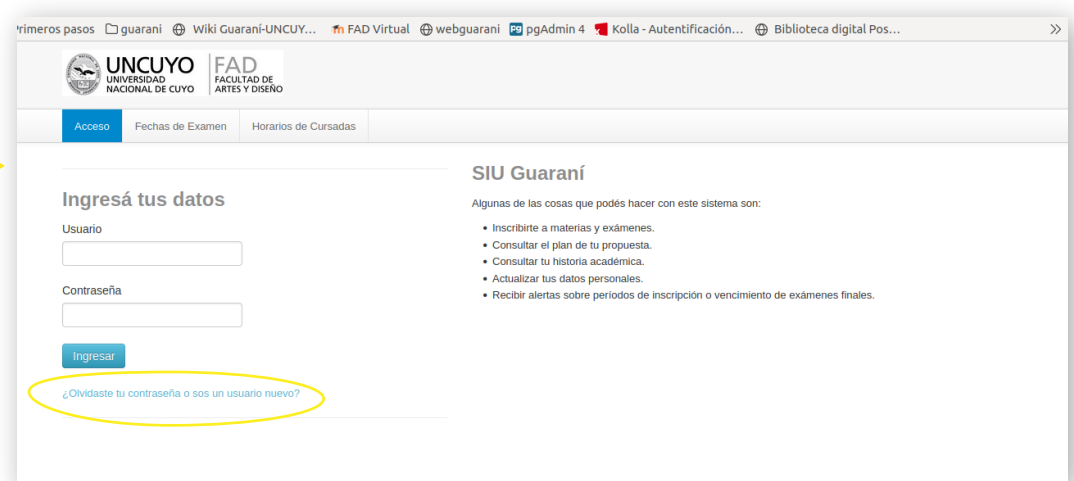 Primeros pasos guarani Wiki Guaraní-UNCUY... FAD Virtual webguarani Pg pgAdmin 4 Kolla - Autentificación... Biblioteca digital Pos... »
UNCUYO
UNIVERSIDAD
NACIONAL DE CUYO
FAD
FACULTAD DE
ARTES Y DISEÑO
Acceso Fechas de Examen Horarios de Cursadas
Ingresá tus datos
Usuario
Contraseña
Ingresar
¿Olvidaste tu contraseña o sos un usuario nuevo?
SIU Guaraní
Algunas de las cosas que podés hacer con este sistema son:
• Inscribirte a materias y exámenes.
• Consultar el plan de tu propuesta.
• Consultar tu historia académica.
• Actualizar tus datos personales.
• Recibir alertas sobre períodos de inscripción o vencimiento de exámenes finales.